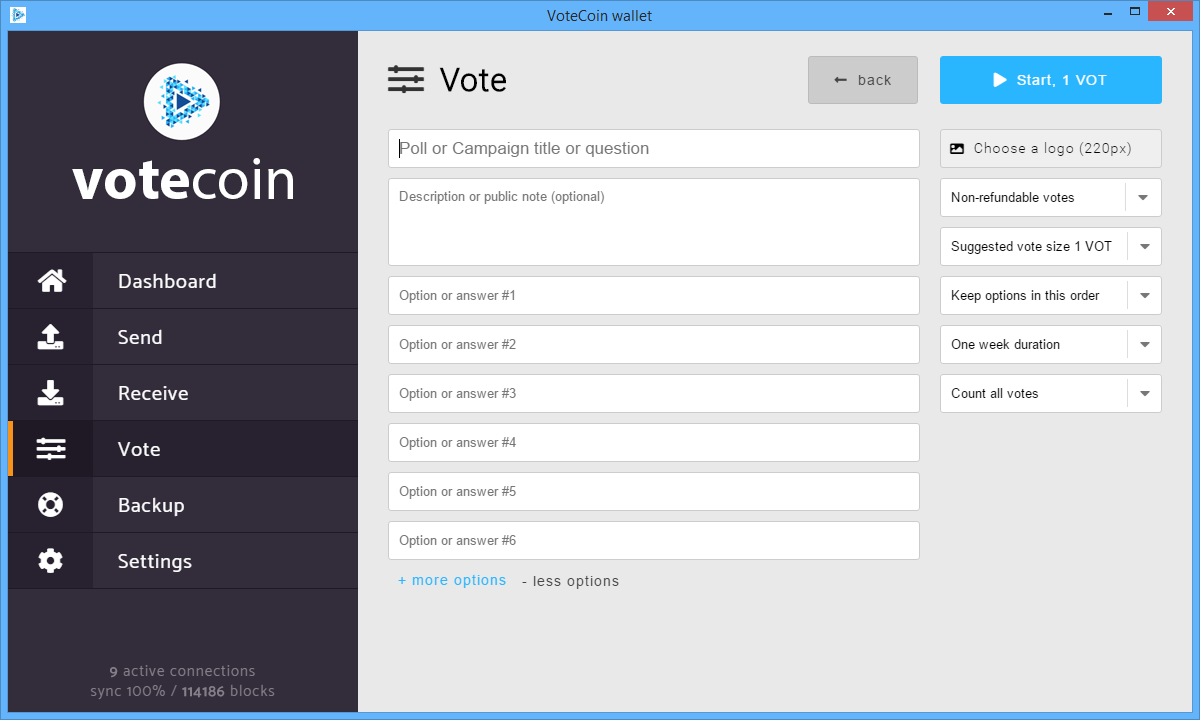 VoteCoin wallet
votecoin
Dashboard
Send
Receive
Vote
Backup
Settings
9 active connections
sync 100% / 114186 blocks
Vote
back
Start, 1 VOT
Poll or Campaign title or question
Description or public note (optional)
Option or answer #1
Option or answer #2
Option or answer #3
Option or answer #4
Option or answer #5
Option or answer #6
+ more options - less options
Choose a logo (220px)
Non-refundable votes
Suggested vote size 1 VOT
Keep options in this order
One week duration
Count all votes